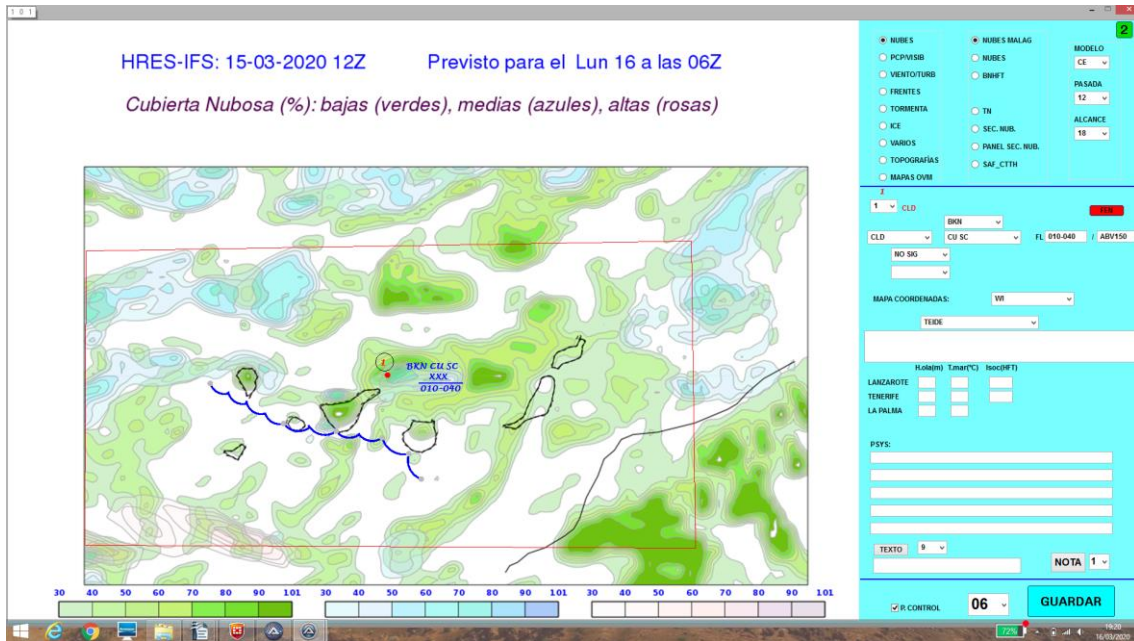 1 0 1
HRES-IFS: 15-03-2020 12Z Previsto para el Lun 16 a las 06Z
Cubierta Nubosa (%): bajas (verdes), medias (azules), altas (rosas)
1
BKN CU SC
XXX
010-040
30 40 50 60 70 80 90 101
30 40 50 60 70 80 90 101
30 40 50 60 70 80 90 101
2
NUBES
PCP/VISIB
VIENTO/TURB
FRENTES
TORMENTA
ICE
VARIOS
TOPOGRAFÍAS
MAPAS OVM
NUBES MALAG
NUBES
BNHFT
TN
SEC. NUB.
PANEL SEC. NUB.
SAF_CTTH
MODELO
CE
PASADA
12
ALCANCE
18
1
1 CLD
BKN
CLD CU SC FL 010-040 / ABV150
NO SIG
MAPA COORDENADAS: WI
TEIDE
H.ola(m) T.mar(ºC) Isoc(HFT)
LANZAROTE
TENERIFE
LA PALMA
PSYS:
TEXTO 9
NOTA 1
P. CONTROL 06 GUARDAR
72% 19:20
16/03/2020